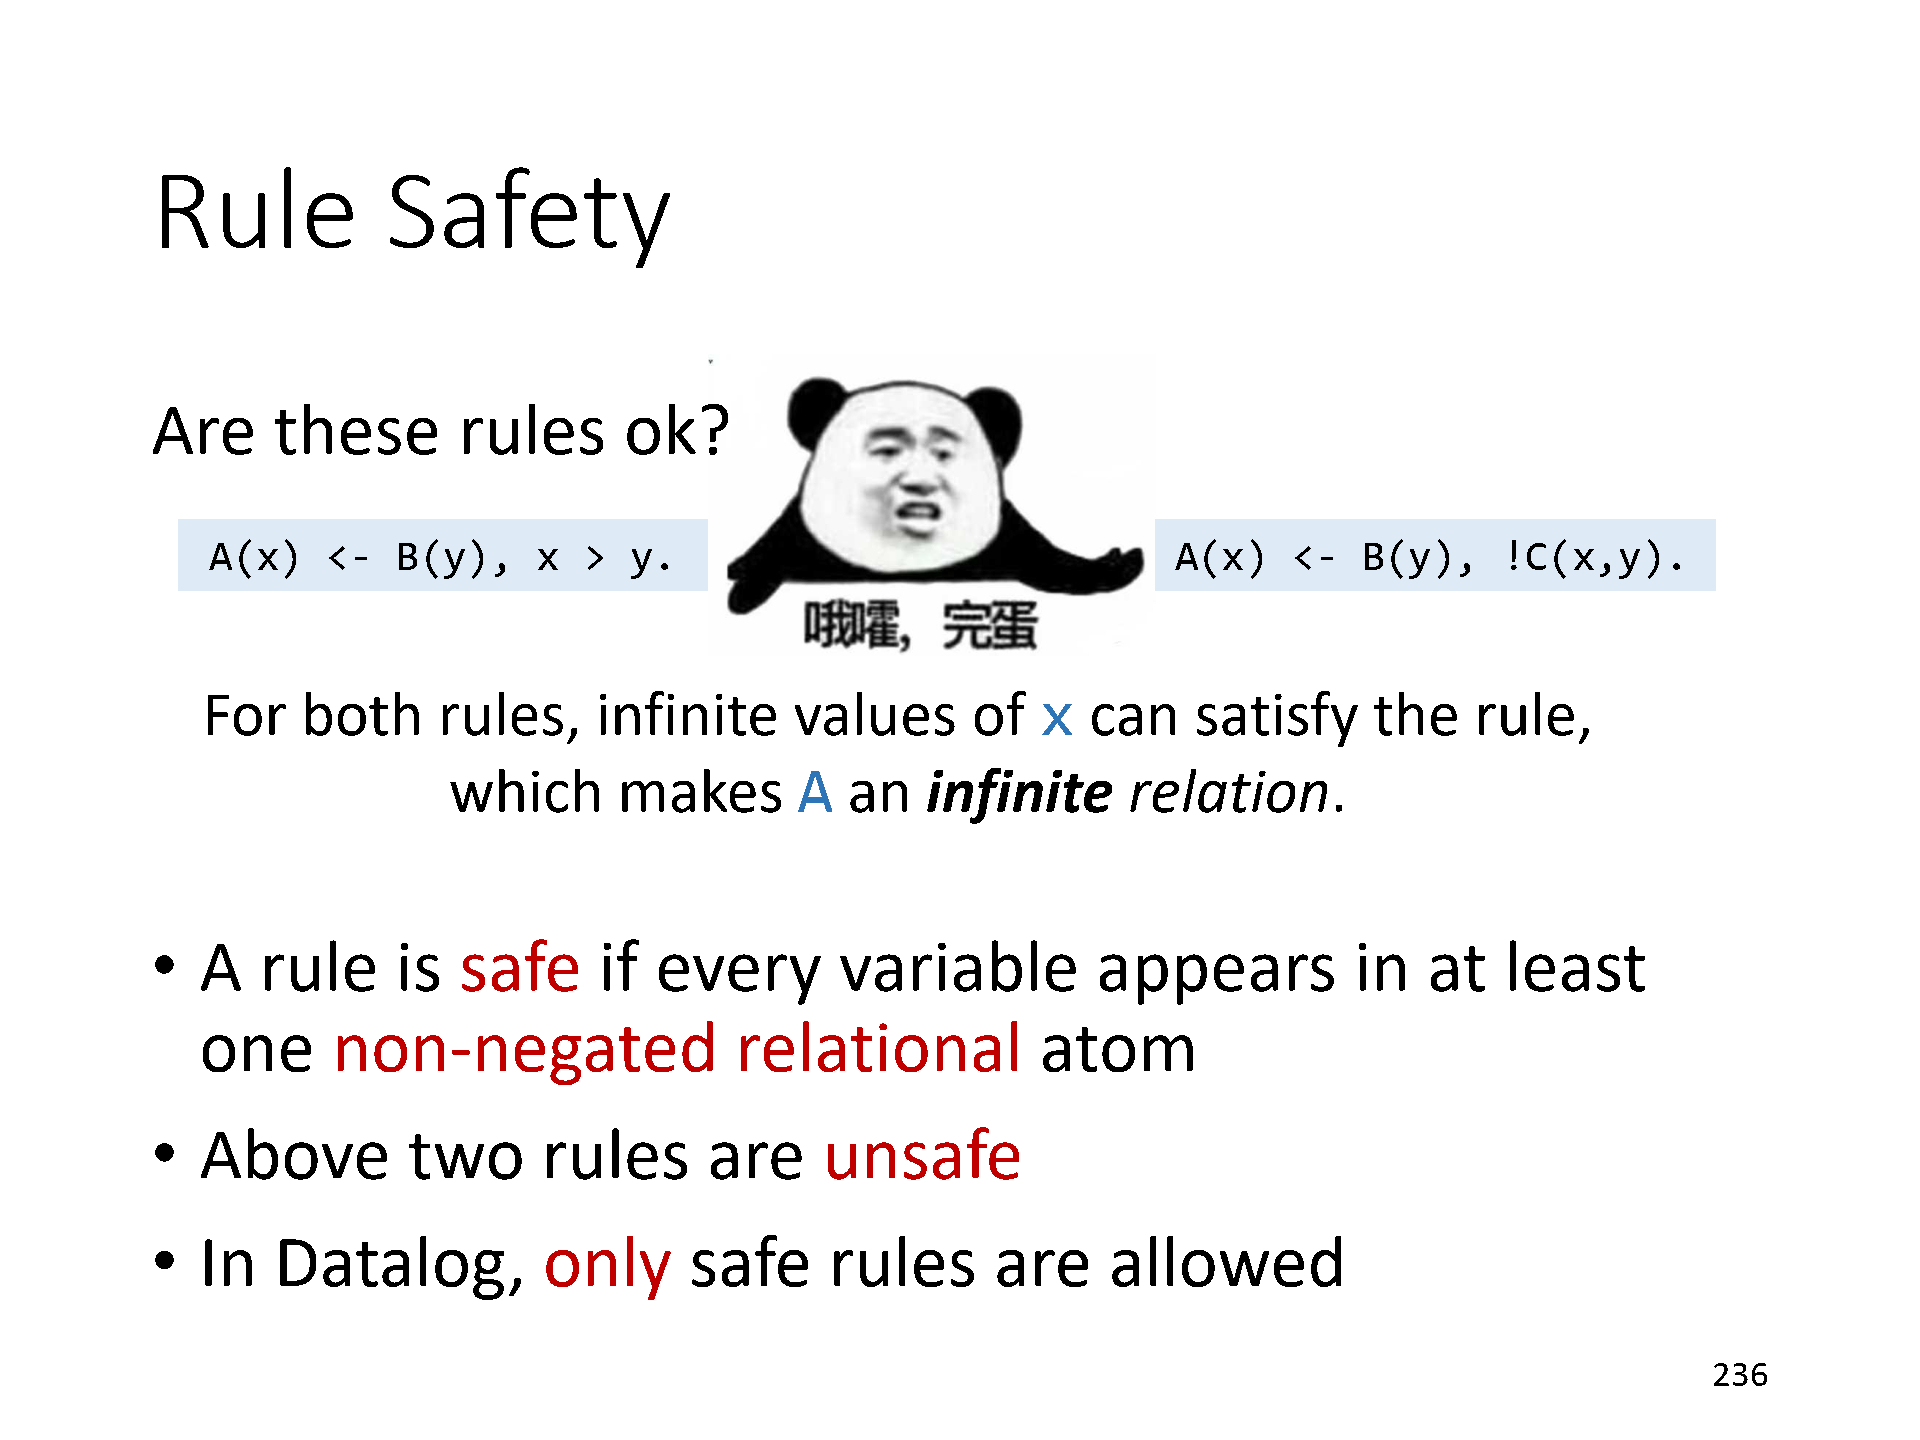 Rule Safety
Are these rules ok?
A(x) <- B(y), x > y.
哦嚯，完蛋
A(x) <- B(y), !C(x,y).
For both rules, infinite values of x can satisfy the rule,
which makes A an infinite relation.
• A rule is safe if every variable appears in at least
one non-negated relational atom
• Above two rules are unsafe
• In Datalog, only safe rules are allowed
236